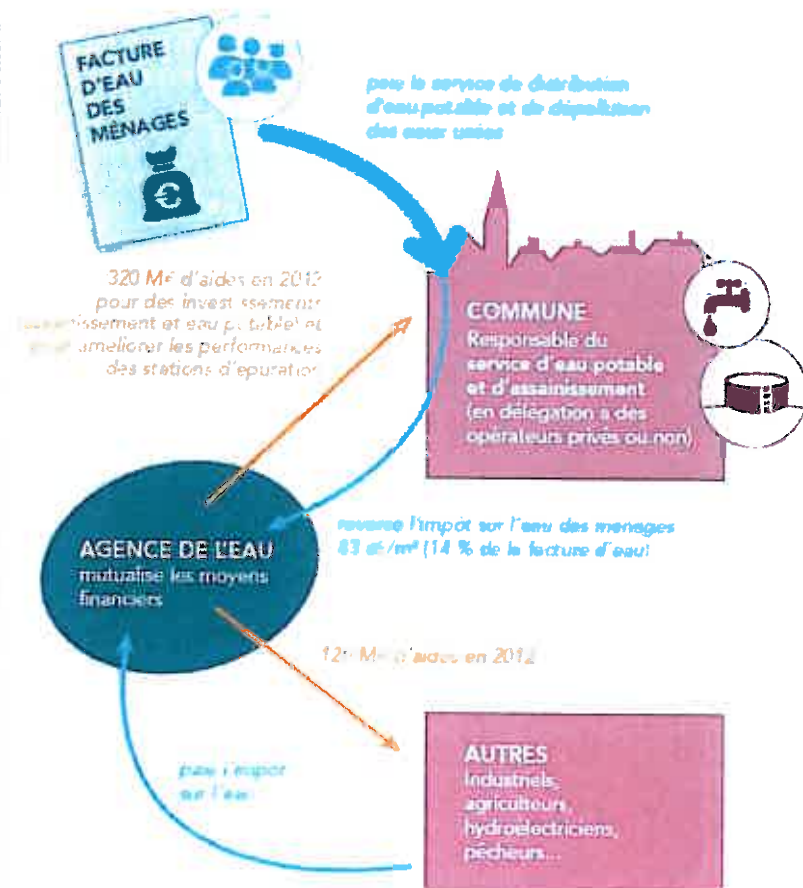 FACTURE
D'EAU
DES
MÉNAGES
€
paie le service de distribution
d'eau potable et de dépollution
des eaux usées
320 M€ d'aides en 2012
pour des investissements
et eau potable) et
améliorer les performances
des stations d'épuration
COMMUNE
Responsable du
service d'eau potable
et d'assainissement
(en délégation a des
opérateurs privés ou non)
AGENCE DE L'EAU
mutualise les moyens
financiers
reverse l'impôt sur l'eau des ménages
(14 % de la facture d'eau)
d'aides en 2012
paie l'impôt
sur l'eau
AUTRES
Industriels,
agriculteurs,
hydroélectriciens,
pêcheurs...